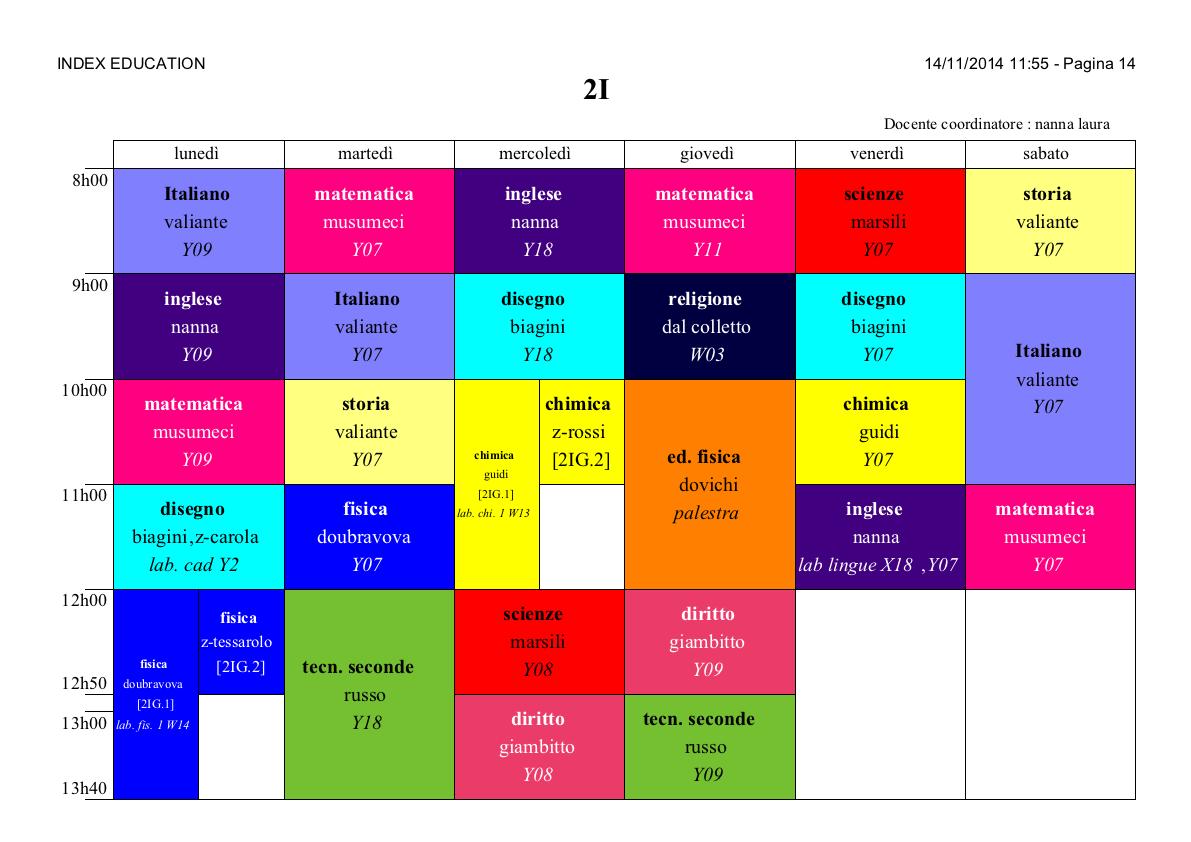 INDEX EDUCATION
14/11/2014 11:55 - Pagina 14
2I
Docente coordinatore : nanna laura
lunedì
martedì
mercoledì
giovedì
venerdì
sabato
8h00
Italiano
valiante
Y09
matematica
musumeci
Y07
inglese
nanna
Y18
matematica
musumeci
Y11
scienze
marsili
Y07
storia
valiante
Y07
9h00
inglese
nanna
Y09
Italiano
valiante
Y07
disegno
biagini
Y18
religione
dal colletto
W03
disegno
biagini
Y07
Italiano
valiante
Y07
10h00
matematica
musumeci
Y09
storia
valiante
Y07
chimica
guidi
[2IG.1]
lab. chi. 1 W13
chimica
z-rossi
[2IG.2]
ed. fisica
dovichi
palestra
chimica
guidi
Y07
11h00
disegno
biagini,z-carola
lab. cad Y2
fisica
doubravova
Y07
inglese
nanna
lab lingue X18 ,Y07
matematica
musumeci
Y07
12h00
fisica
doubravova
[2IG.1]
lab. fis. 1 W14
fisica
z-tessarolo
[2IG.2]
tecn. seconde
russo
Y18
scienze
marsili
Y08
diritto
giambitto
Y09
12h50
13h00
diritto
giambitto
Y08
tecn. seconde
russo
Y09
13h40